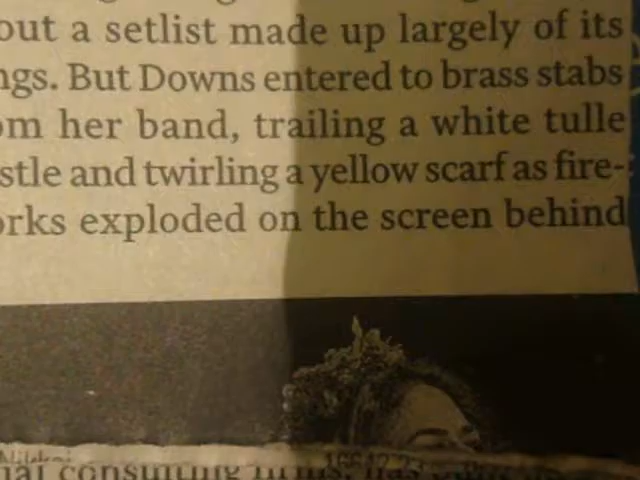 out a setlist made up largely of its
ngs. But Downs entered to brass stabs
om her band, trailing a white tulle
stle and twirling a yellow scarf as fire-
orks exploded on the screen behind